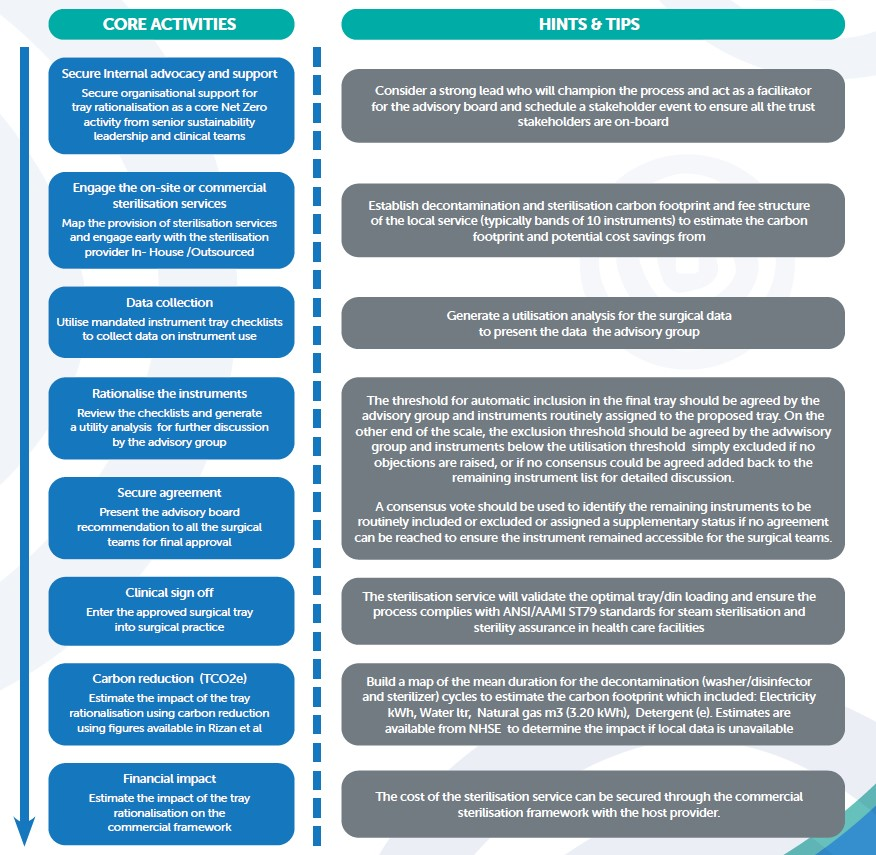 CORE ACTIVITIES
HINTS & TIPS
Secure Internal advocacy and support
Secure organisational support for
tray rationalisation as a core Net Zero
activity from senior sustainability
leadership and clinical teams
Consider a strong lead who will champion the process and act as a facilitator
for the advisory board and schedule a stakeholder event to ensure all the trust
stakeholders are on-board
Engage the on-site or commercial
sterilisation services
Map the provision of sterilisation services
and engage early with the sterilisation
provider In- House /Outsourced
Establish decontamination and sterilisation carbon footprint and fee structure
of the local service (typically bands of 10 instruments) to estimate the carbon
footprint and potential cost savings from
Data collection
Utilise mandated instrument tray checklists
to collect data on instrument use
Generate a utilisation analysis for the surgical data
to present the data  the advisory group
Rationalise the instruments
Review the checklists and generate
a utility analysis  for further discussion
by the advisory group
Secure agreement
Present the advisory board
recommendation to all the surgical
teams for final approval
The threshold for automatic inclusion in the final tray should be agreed by the
advisory group and instruments routinely assigned to the proposed tray. On the
other end of the scale, the exclusion threshold should be agreed by the advwisory
group and instruments below the utilisation threshold  simply excluded if no
objections are raised, or if no consensus could be agreed added back to the
remaining instrument list for detailed discussion.
A consensus vote should be used to identify the remaining instruments to be
routinely included or excluded or assigned a supplementary status if no agreement
can be reached to ensure the instrument remained accessible for the surgical teams.
Clinical sign off
Enter the approved surgical tray
into surgical practice
The sterilisation service will validate the optimal tray/din loading and ensure the
process complies with ANSI/AAMI ST79 standards for steam sterilisation and
sterility assurance in health care facilities
Carbon reduction  (TCO2e)
Estimate the impact of the tray
rationalisation using carbon reduction
using figures available in Rizan et al
Build a map of the mean duration for the decontamination (washer/disinfector
and sterilizer) cycles to estimate the carbon footprint which included: Electricity
kWh, Water ltr,  Natural gas m3 (3.20 kWh),  Detergent (e). Estimates are
available from NHSE  to determine the impact if local data is unavailable
Financial impact
Estimate the impact of the tray
rationalisation on the
commercial framework
The cost of the sterilisation service can be secured through the commercial
sterilisation framework with the host provider.